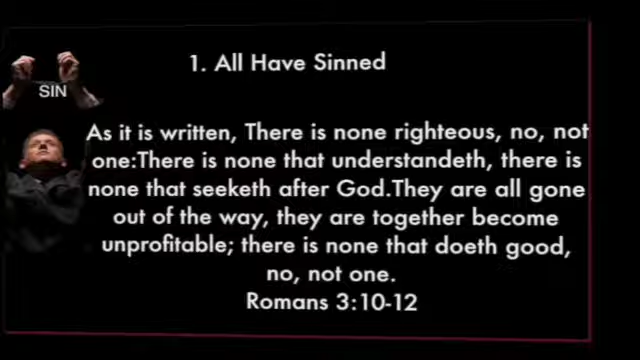 1. All Have Sinned
SIN
As it is written, There is none righteous, no, not
one:There is none that understandeth, there is
none that seeketh after God.They are all gone
out of the way, they are together become
unprofitable; there is none that doeth good,
no, not one.
Romans 3:10-12